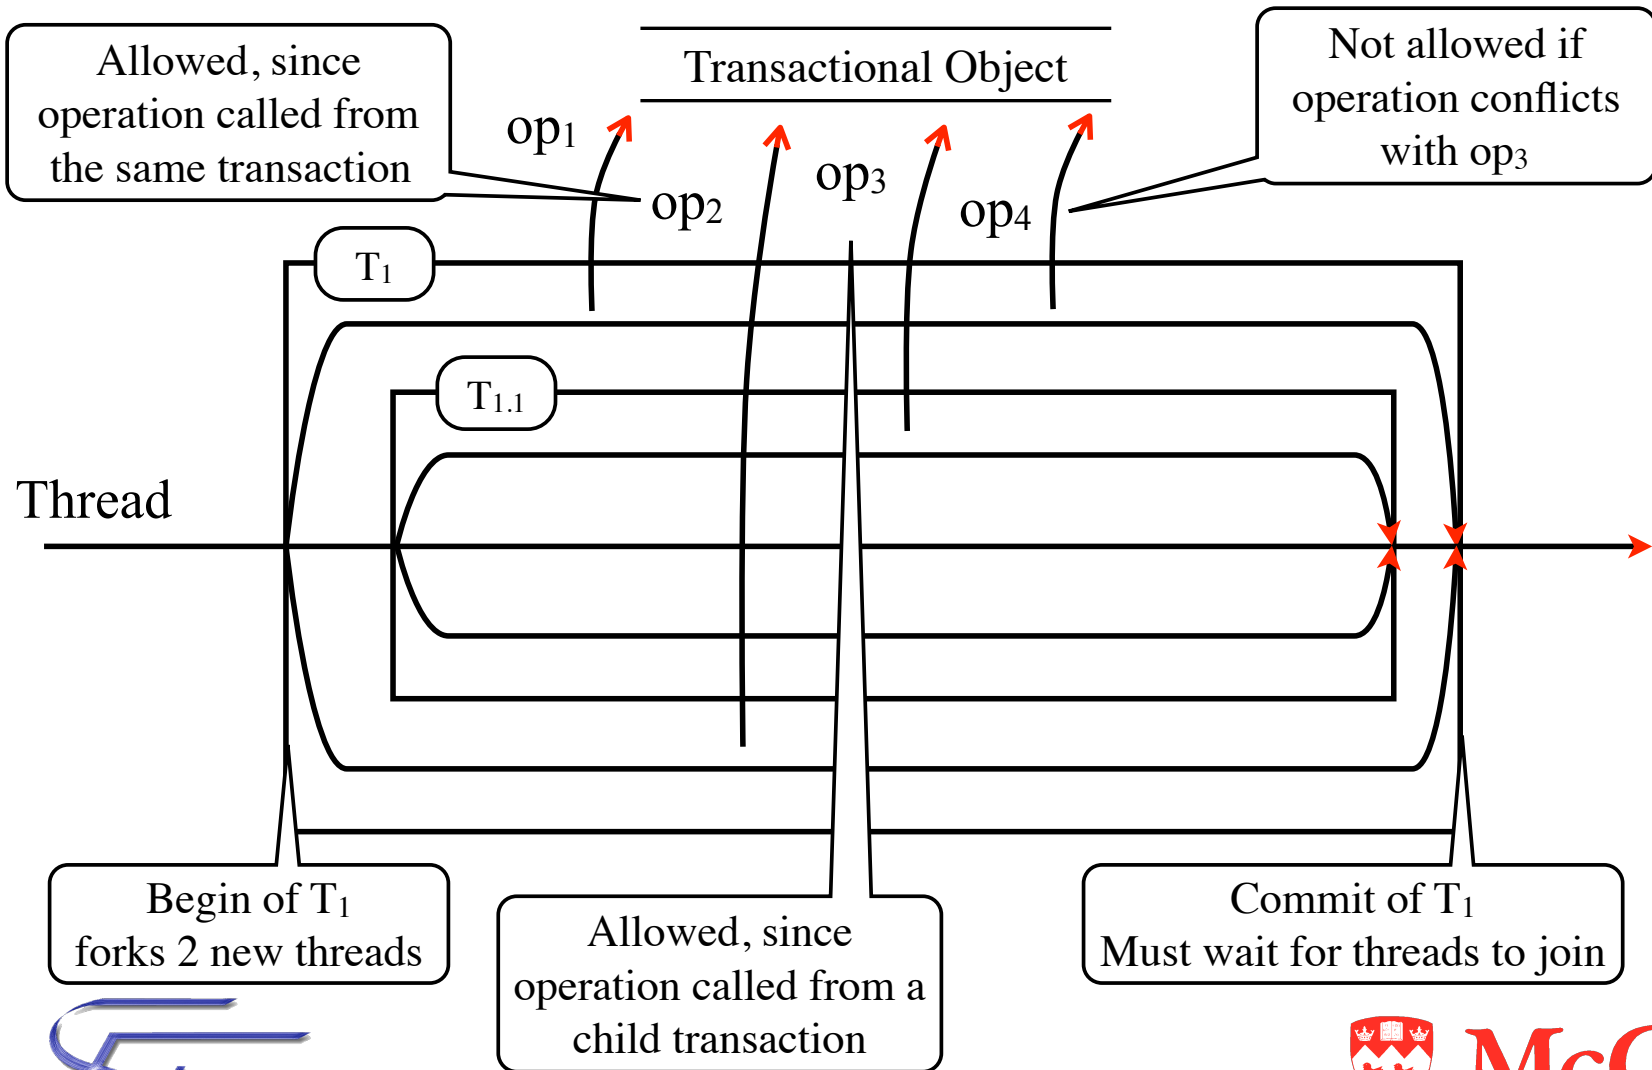 Allowed, since
operation called from
the same transaction
Transactional Object
Not allowed if
operation conflicts
with op3
op1
op2
op3
op4
T1
T1.1
Thread
Begin of T1
forks 2 new threads
Allowed, since
operation called from a
child transaction
Commit of T1
Must wait for threads to join